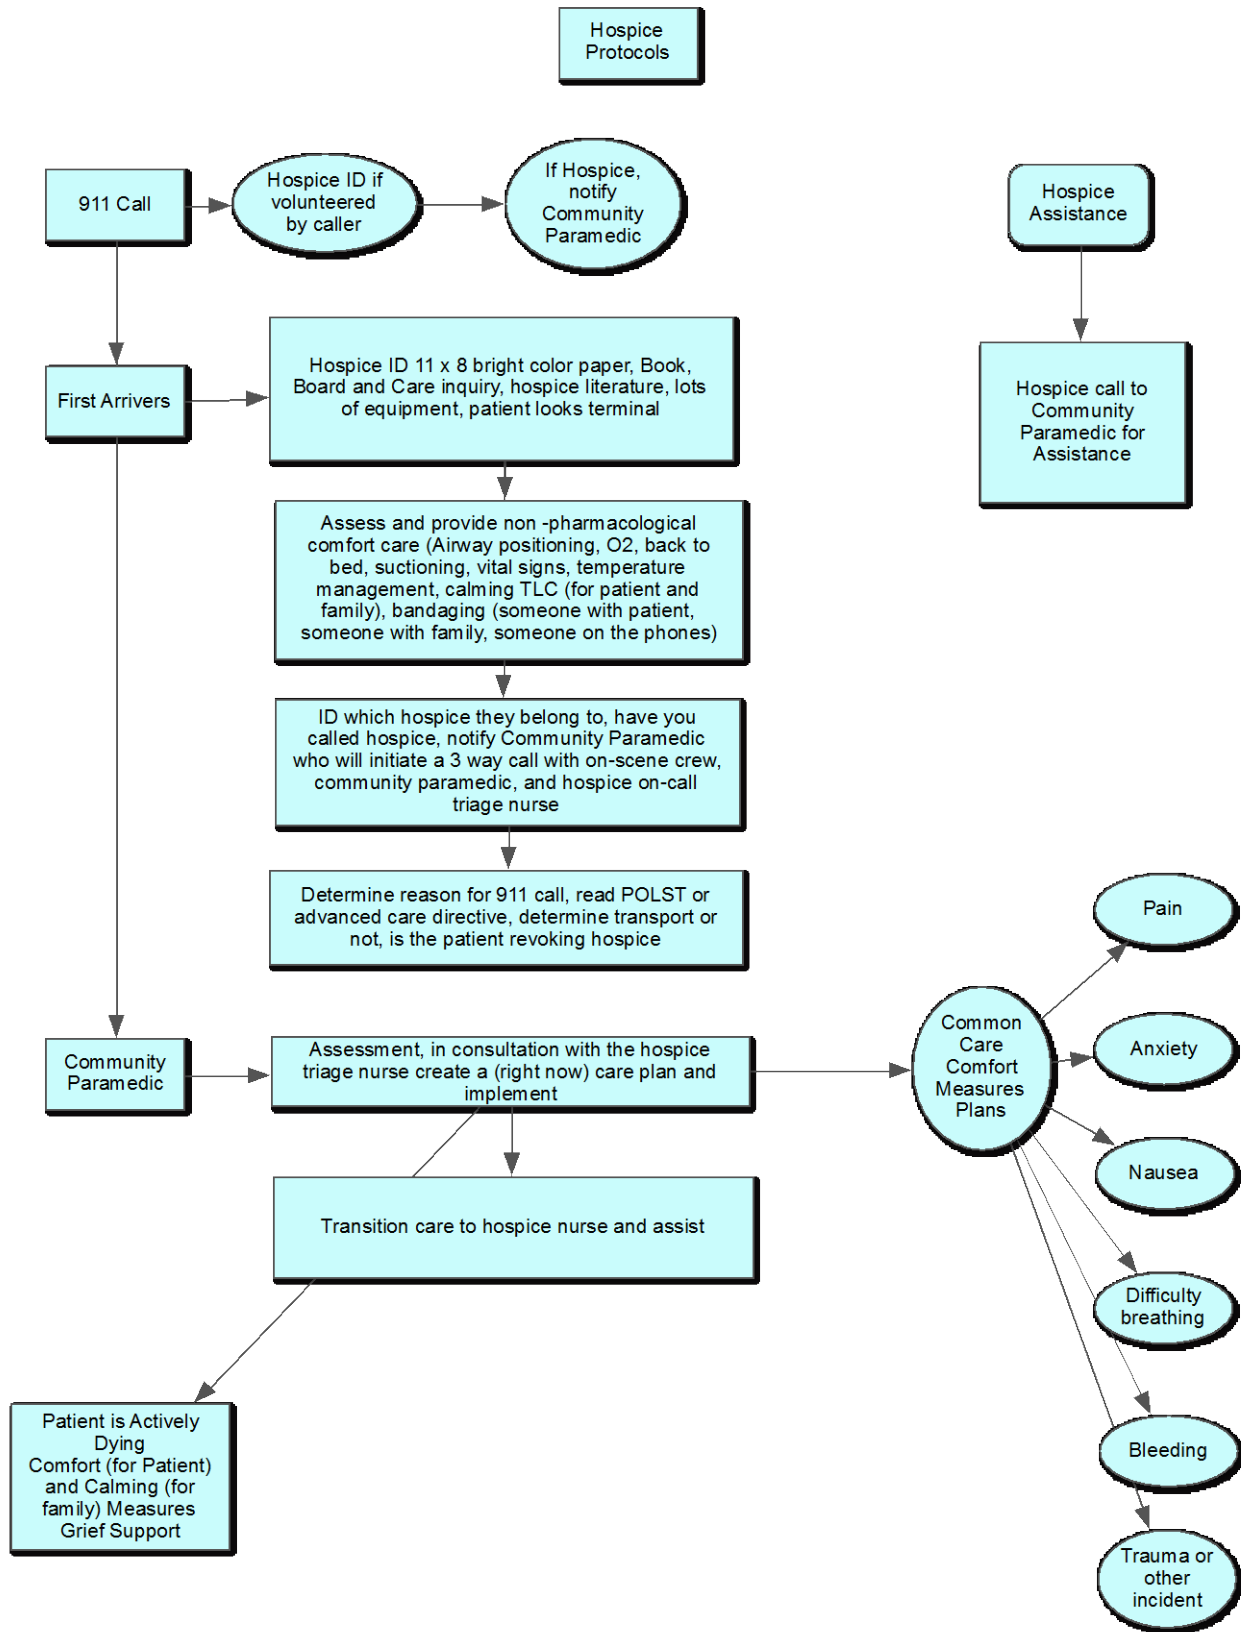 Hospice
Protocols
911 Call
Hospice ID if
volunteered
by caller
If Hospice,
notify
Community
Paramedic
Hospice
Assistance
First Arrivers
Hospice ID 11 x 8 bright color paper, Book,
Board and Care inquiry, hospice literature, lots
of equipment, patient looks terminal
Hospice call to
Community
Paramedic for
Assistance
Assess and provide non -pharmacological
comfort care (Airway positioning, O2, back to
bed, suctioning, vital signs, temperature
management, calming TLC (for patient and
family), bandaging (someone with patient,
someone with family, someone on the phones)
ID which hospice they belong to, have you
called hospice, notify Community Paramedic
who will initiate a 3 way call with on-scene crew,
community paramedic, and hospice on-call
triage nurse
Determine reason for 911 call, read POLST or
advanced care directive, determine transport or
not, is the patient revoking hospice
Community
Paramedic
Assessment, in consultation with the hospice
triage nurse create a (right now) care plan and
implement
Common
Care
Comfort
Measures
Plans
Pain
Anxiety
Nausea
Difficulty
breathing
Bleeding
Trauma or
other
incident
Transition care to hospice nurse and assist
Patient is Actively
Dying
Comfort (for Patient)
and Calming (for
family) Measures
Grief Support